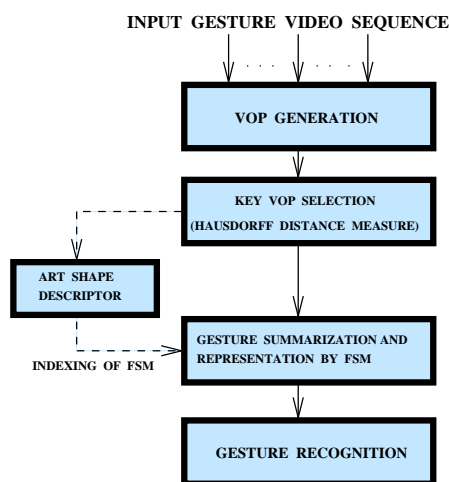 INPUT GESTURE VIDEO SEQUENCE
VOP GENERATION
KEY VOP SELECTION
(HAUSDORFF DISTANCE MEASURE)
ART SHAPE
DESCRIPTOR
INDEXING OF FSM
GESTURE SUMMARIZATION AND
REPRESENTATION BY FSM
GESTURE RECOGNITION